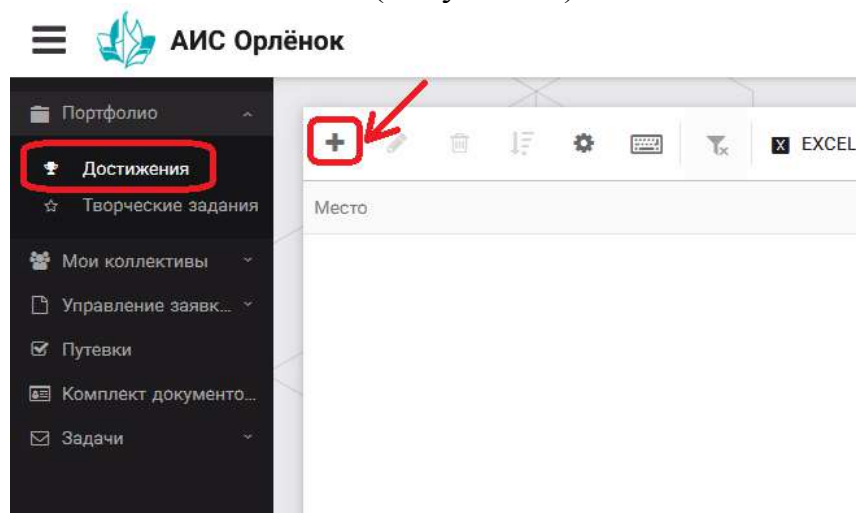 АИС Орлёнок
Портфолио
Достижения
Творческие задания
Мои коллективы
Управление заявк...
Путевки
Комплект документо...
Задачи
EXCEL
Место